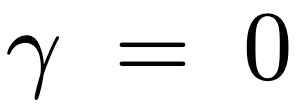 γ = 0